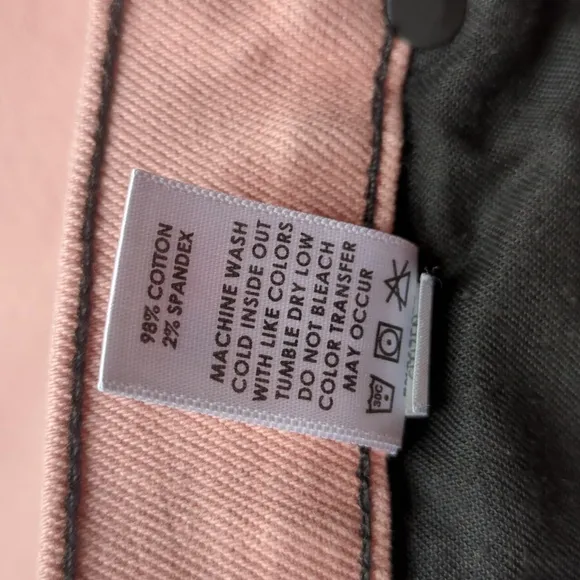 98% COTTON
2% SPANDEX
MACHINE WASH
COLD INSIDE OUT
WITH LIKE COLORS
TUMBLE DRY LOW
DO NOT BLEACH
COLOR TRANSFER
MAY OCCUR
30C